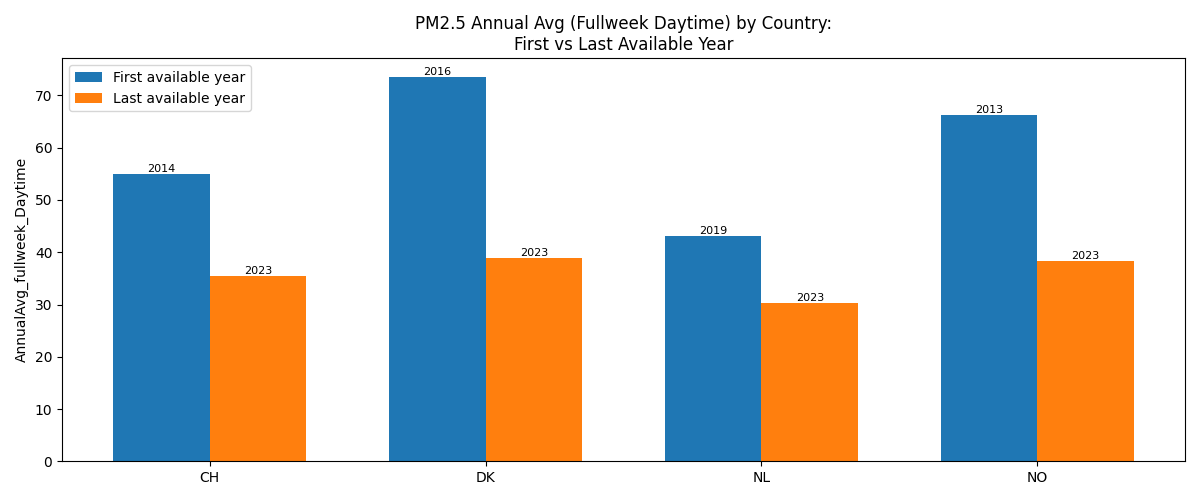 PM2.5 Annual Avg (Fullweek Daytime) by Country:
First vs Last Available Year
First available year
Last available year
AnnualAvg_fullweek_Daytime
70
60
50
40
30
20
10
0
2014
2023
2016
2023
2019
2023
2013
2023
CH
DK
NL
NO